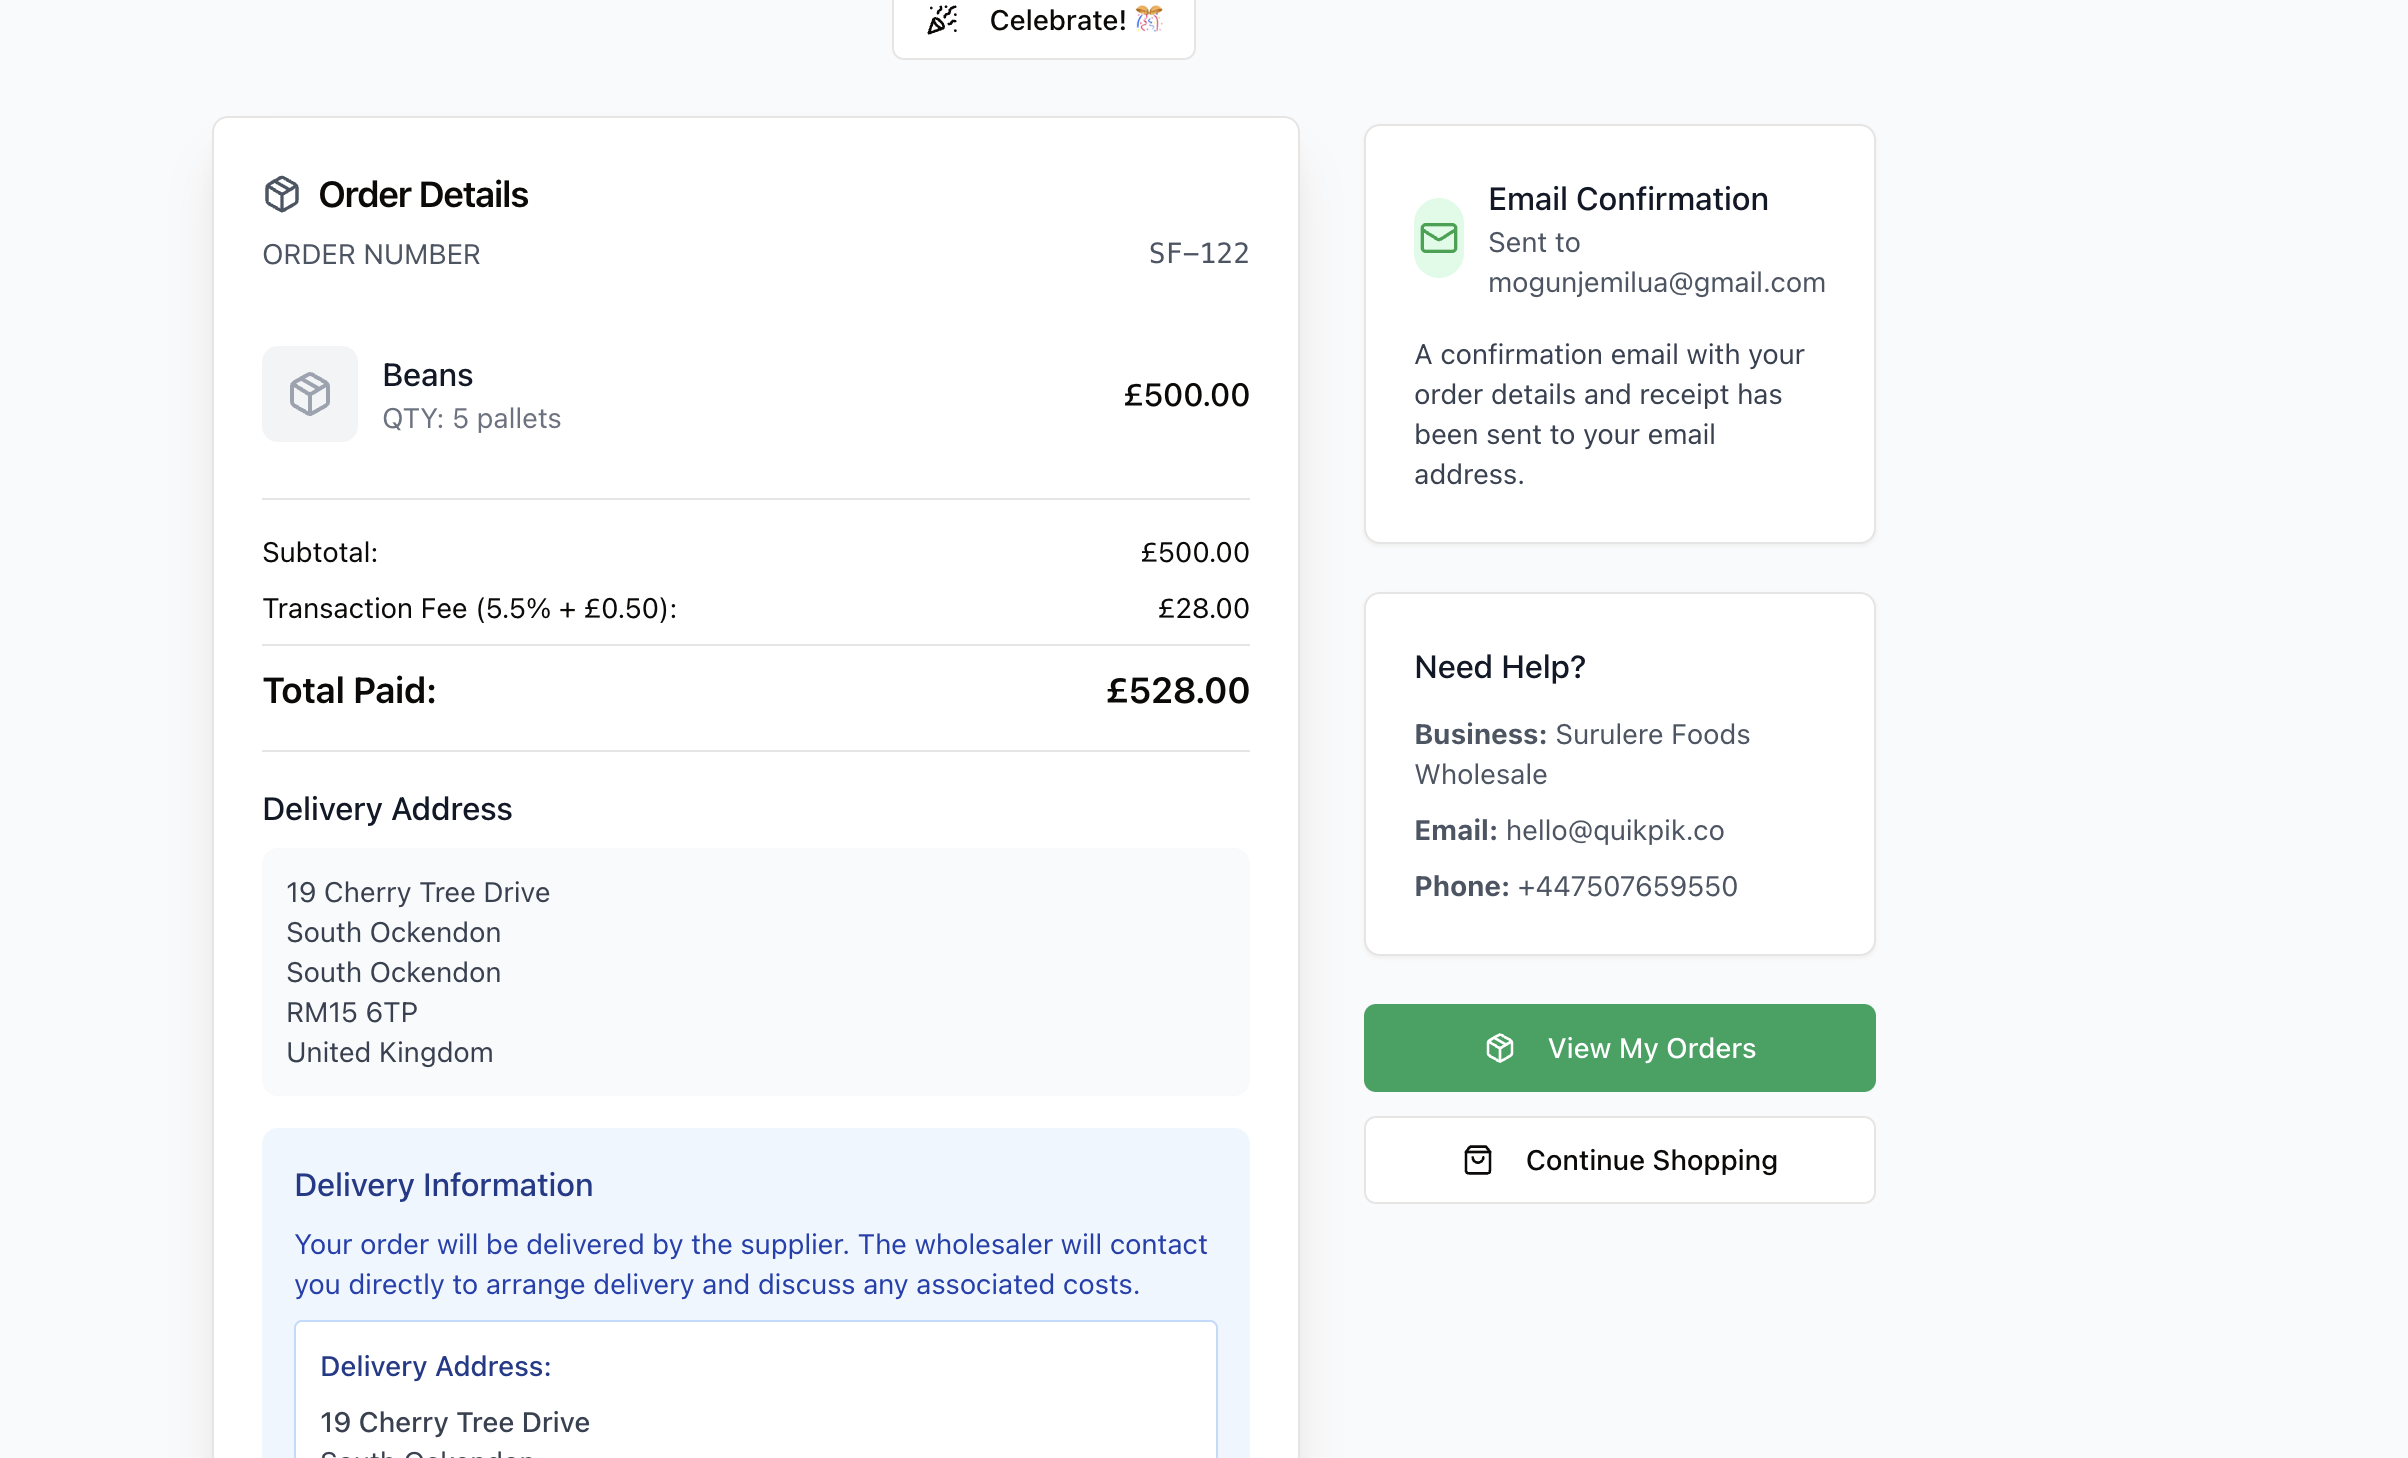 Celebrate! 🎊
Order Details
ORDER NUMBER
SF-122
Beans
QTY: 5 pallets
£500.00
Subtotal:
£500.00
Transaction Fee (5.5% + £0.50):
£28.00
Total Paid:
£528.00
Delivery Address
19 Cherry Tree Drive
South Ockendon
South Ockendon
RM15 6TP
United Kingdom
Delivery Information
Your order will be delivered by the supplier. The wholesaler will contact
you directly to arrange delivery and discuss any associated costs.
Delivery Address:
19 Cherry Tree Drive
South Ockendon
Email Confirmation
Sent to
mogunjemilua@gmail.com
A confirmation email with your
order details and receipt has
been sent to your email
address.
Need Help?
Business: Surulere Foods
Wholesale
Email: hello@quikpik.co
Phone: +447507659550
View My Orders
Continue Shopping